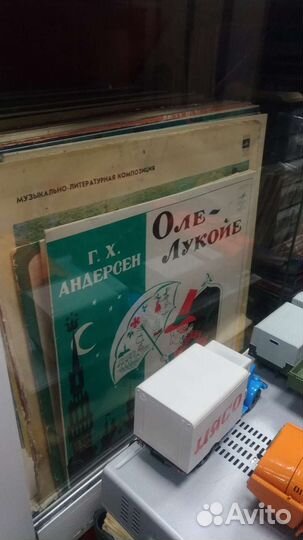 МУЗЫКАЛЬНО-ЛИТЕРАТУРНАЯ КОМПОЗИЦИЯ
ОЛЕ-
ЛУКОЙЕ
Г. Х.
АНДЕРСЕН
МЯСО
Avito